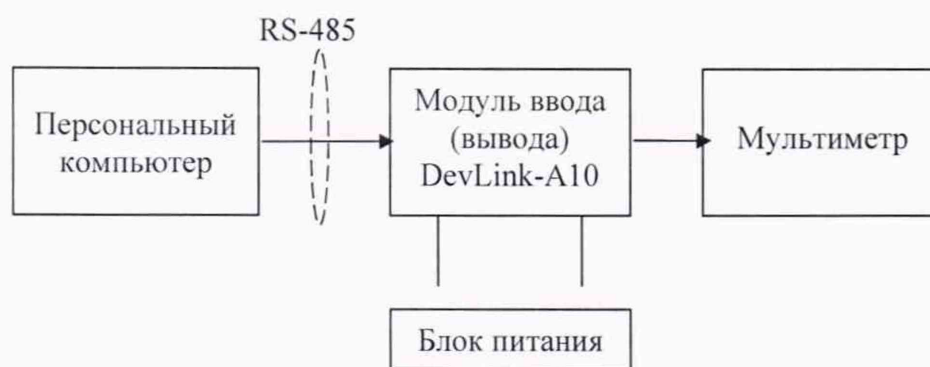 RS-485
Персональный
компьютер
Модуль ввода
(вывода)
DevLink-A10
Мультиметр
Блок питания